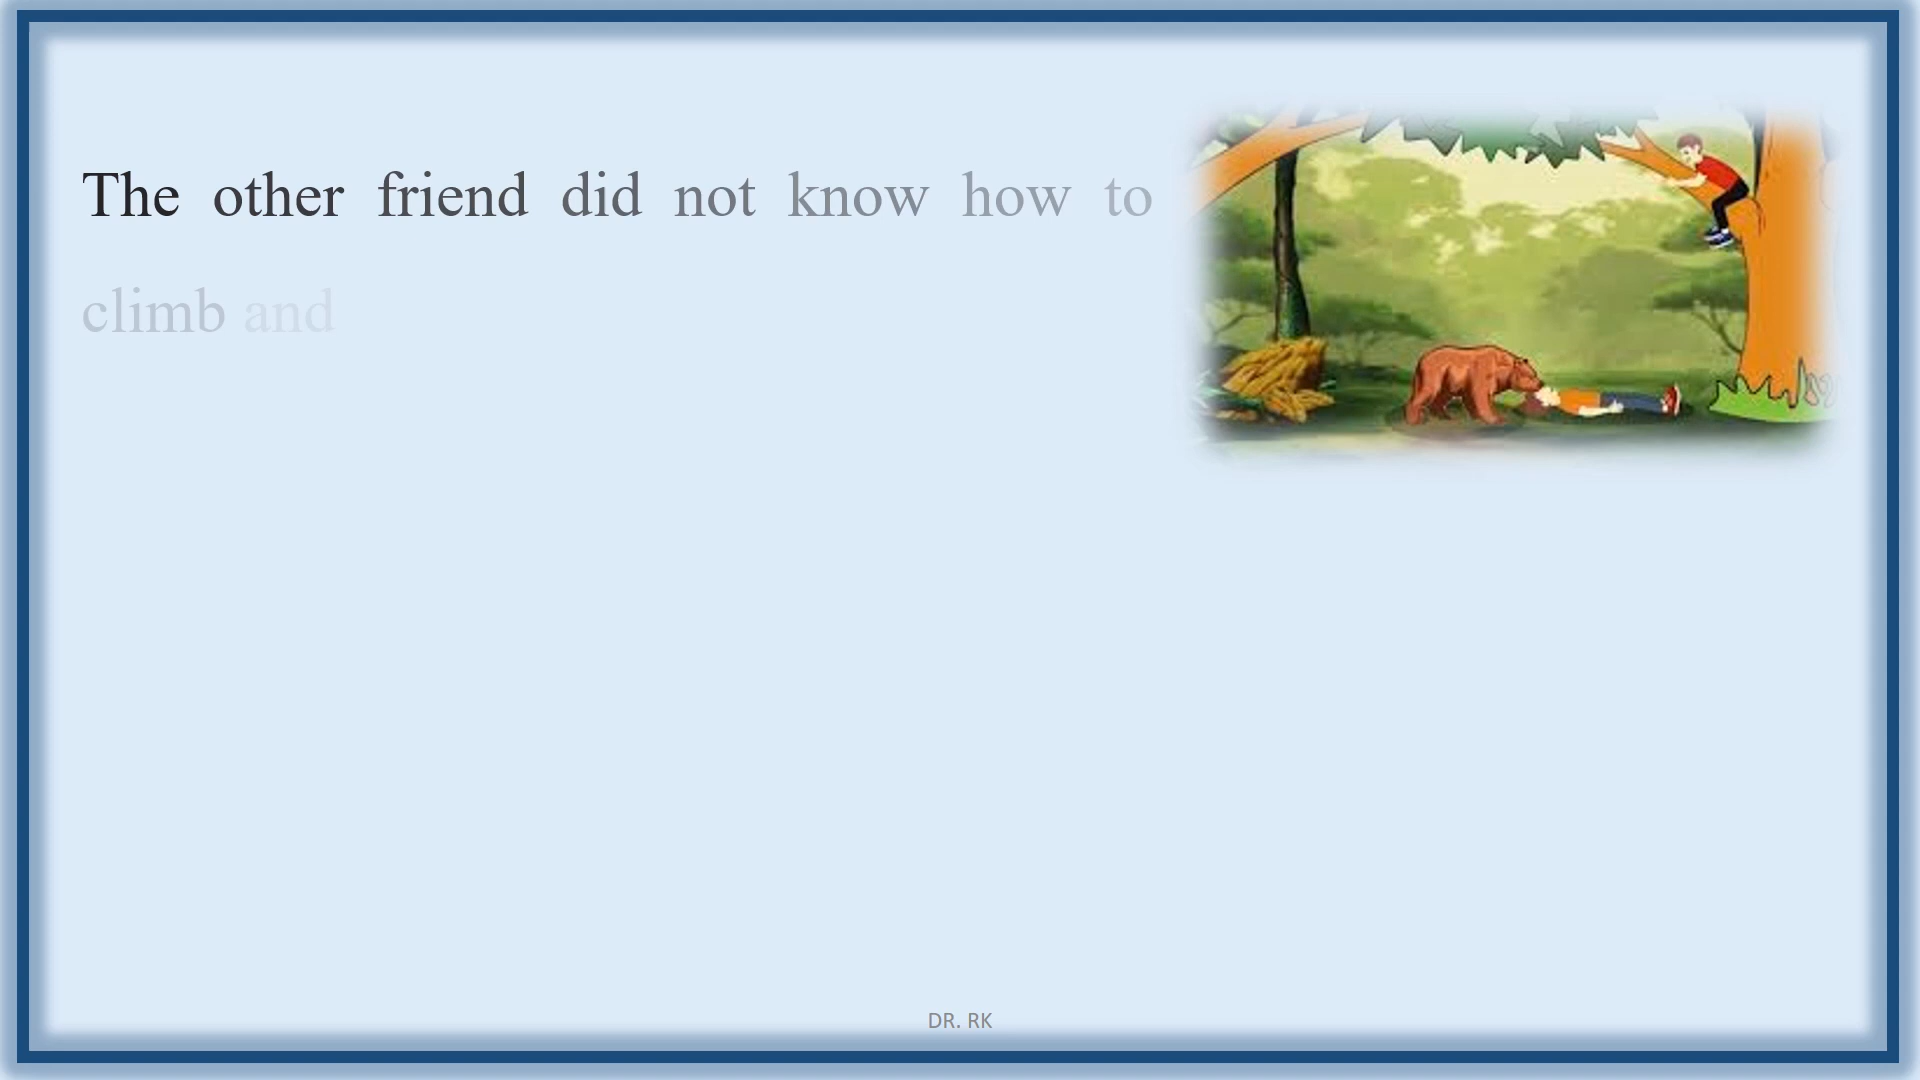 The other friend did not know how to
climb and
DR. RK